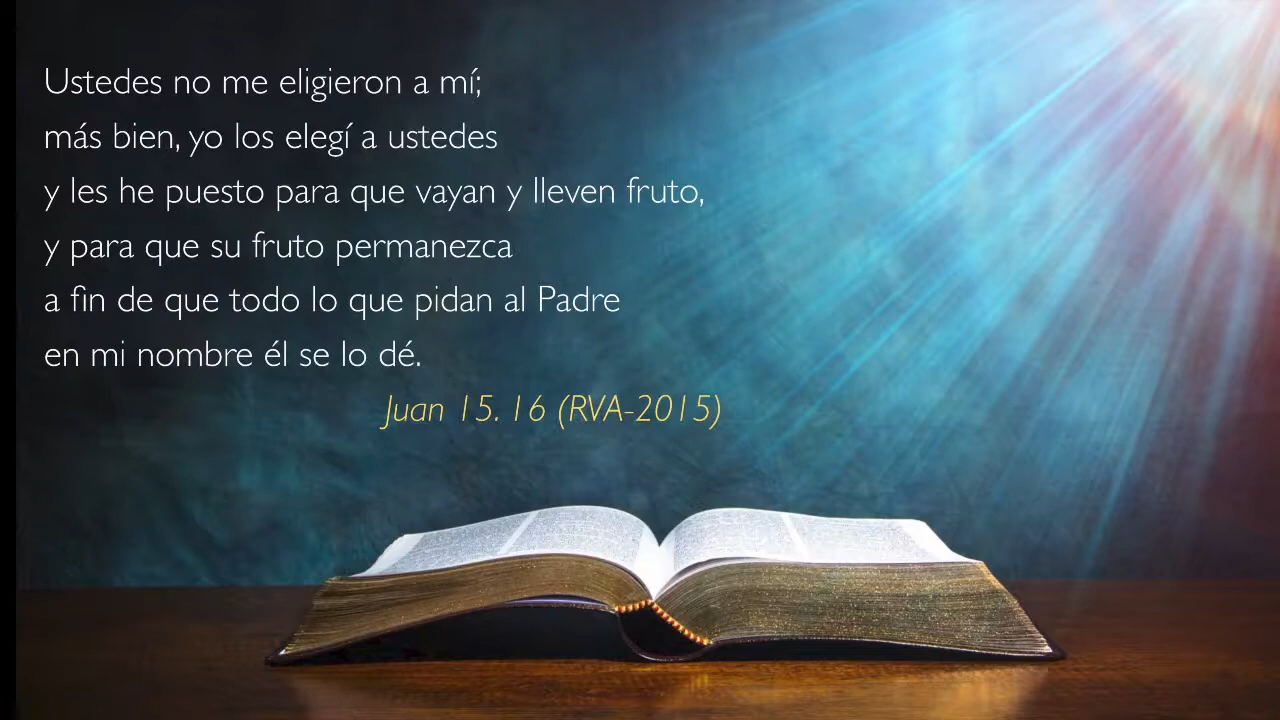 Ustedes no me eligieron a mí;
más bien, yo los elegí a ustedes
y les he puesto para que vayan y lleven fruto,
y para que su fruto permanezca
a fin de que todo lo que pidan al Padre
en mi nombre él se lo dé.
Juan 15. 16 (RVA-2015)